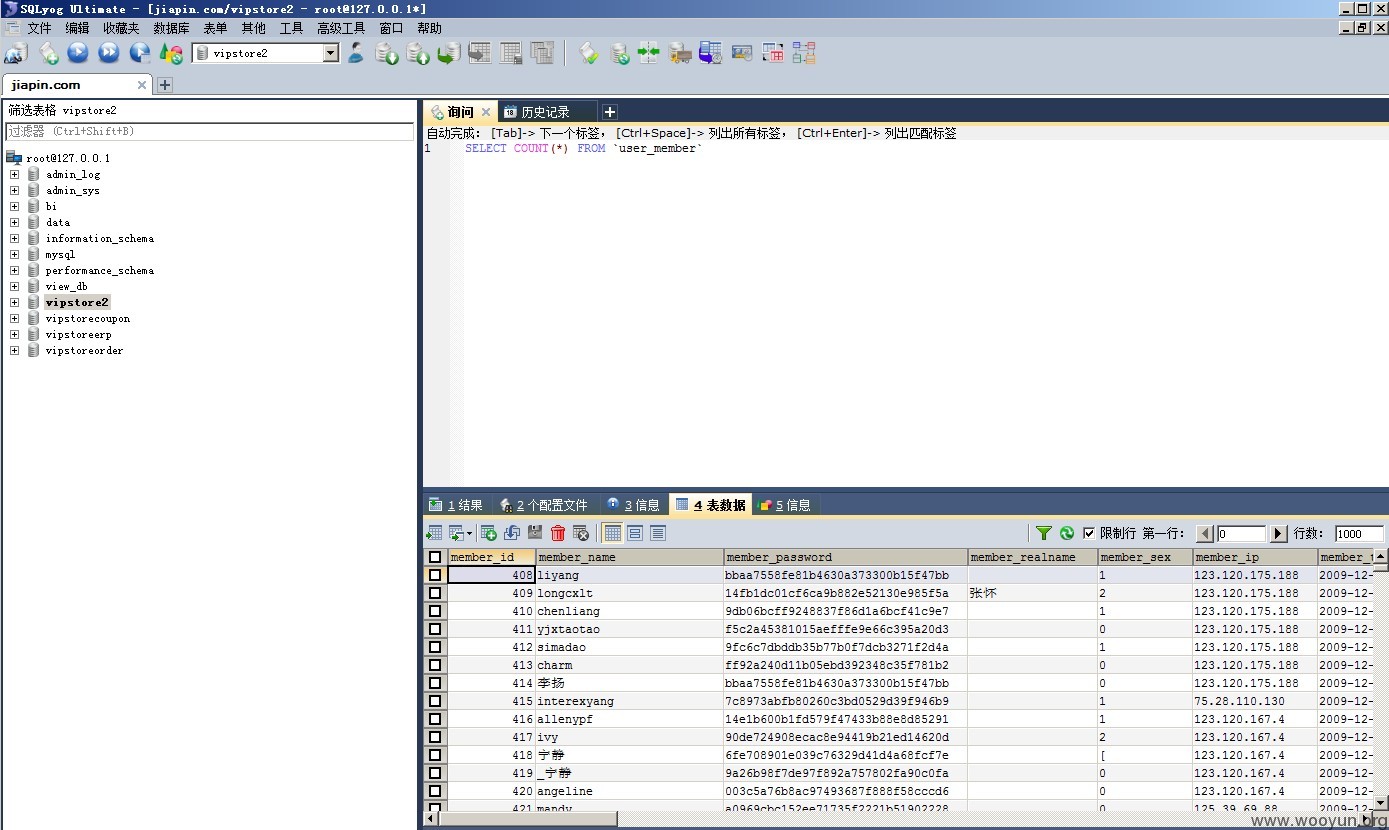 SQLyog Ultimate - [jiapin.com/vipstore2 - root@127.0.0.1*]
文件 编辑 收藏夹 数据库 表单 其他 工具 高级工具 窗口 帮助
vipstore2
jiapin.com
筛选表格 vipstore2
过滤器 (Ctrl+Shift+B)
root@127.0.0.1
admin_log
admin_sys
bi
data
information_schema
mysql
performance_schema
view_db
vipstore2
vipstorecoupon
vipstoreerp
vipstoreorder
询问 历史记录
自动完成: [Tab]-> 下一个标签, [Ctrl+Space]-> 列出所有标签, [Ctrl+Enter]-> 列出匹配标签
1 SELECT COUNT(*) FROM `user_member`
1 结果 2 个配置文件 3 信息 4 表数据 5 信息
限制行 第一行: 0 行数: 1000
member_id member_name member_password member_realname member_sex member_ip
408 liyang bbaa7558fe81b4630a373300b15f47bb 1 123.120.175.188 2009-12-
409 longcxlt 14fb1dc01cf6ca9b882e52130e985f5a 张怀 2 123.120.175.188 2009-12-
410 chenliang 9db06bcff9248837f86d1a6bcf41c9e7 1 123.120.175.188 2009-12-
411 yjxtaotao f5c2a45381015aefffe9e66c395a20d3 0 123.120.175.188 2009-12-
412 simadao 9fc6c7dbddb35b77b0f7dcb3271f2d4a 1 123.120.175.188 2009-12-
413 charm ff92a240d11b05ebd392348c35f781b2 0 123.120.175.188 2009-12-
414 李扬 bbaa7558fe81b4630a373300b15f47bb 0 123.120.175.188 2009-12-
415 interexyang 7c8973abfb80260c3bd0529d39f946b9 1 75.28.110.130 2009-12-
416 allenypf 14e1b600b1fd579f47433b88e8d85291 1 123.120.167.4 2009-12-
417 ivy 90de724908ecac8e94419b21ed14620d 2 123.120.167.4 2009-12-
418 宁静 6fe708901e039c76329d41d4a68fcf7e [ 123.120.167.4 2009-12-
419 _宁静 9a26b98f7de97f892a757802fa90c0fa 0 123.120.167.4 2009-12-
420 angeline 003c5a76b8ac97493687f888f58cccd6 0 123.120.167.4 2009-12-
421 mandy a0969cbc152ee71735f2221b51902228 0 125.39.69.88 2009-12-
www.wooyun.org